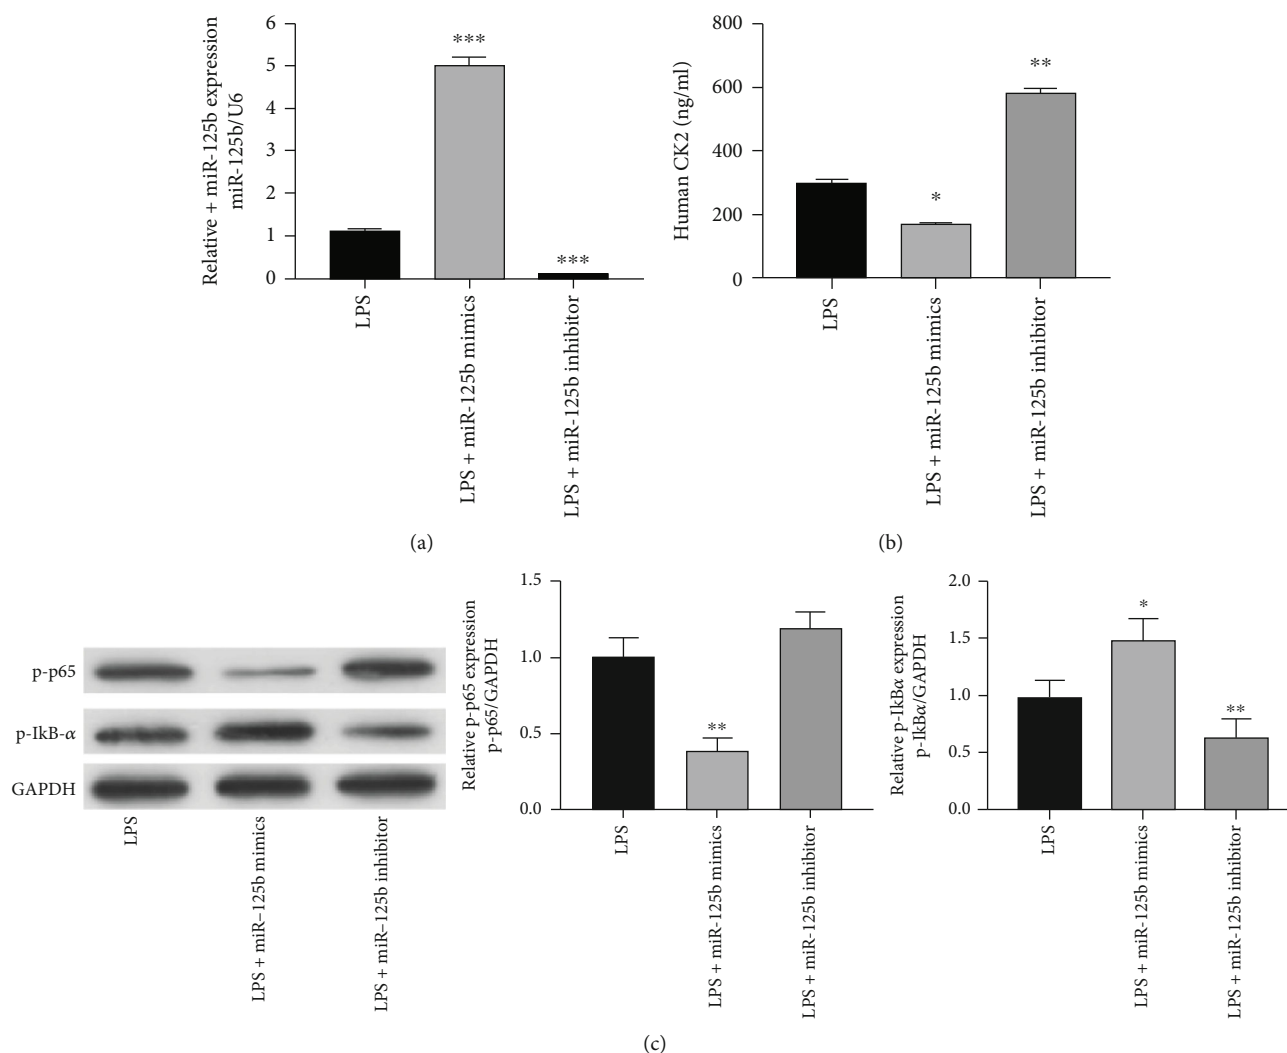 Relative + miR-125b expression
miR-125b/U6
6
5
4
3
2
1
0
***
***
LPS
LPS + miR-125b mimics
LPS + miR-125b inhibitor
(a)
Human CK2 (ng/ml)
800
600
400
200
0
*
**
LPS
LPS + miR-125b mimics
LPS + miR-125b inhibitor
(b)
p-p65
p-IkB-α
GAPDH
LPS
LPS + miR–125b mimics
LPS + miR–125b inhibitor
Relative p-p65 expression
p-p65/GAPDH
1.5
1.0
0.5
0.0
**
LPS
LPS + miR-125b mimics
LPS + miR-125b inhibitor
Relative p-IkBα expression
p-IkBα/GAPDH
2.0
1.5
1.0
0.5
0.0
*
**
LPS
LPS + miR-125b mimics
LPS + miR-125b inhibitor
(c)